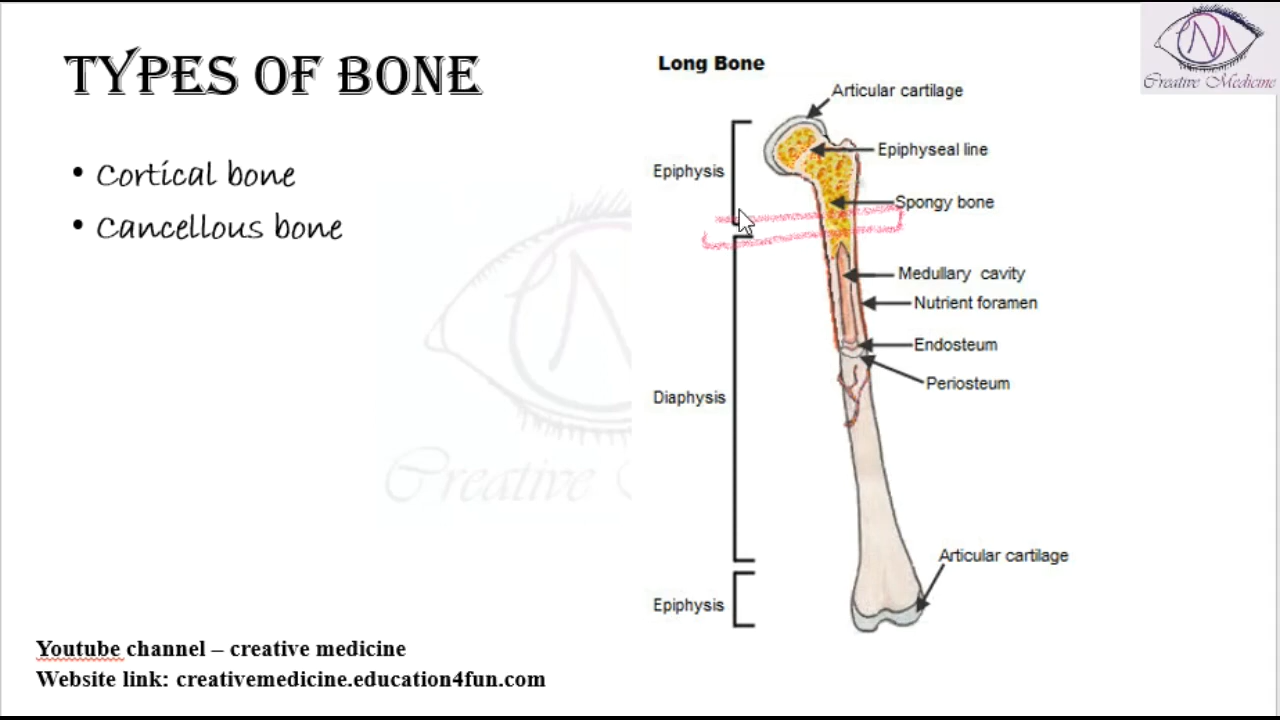 TYPES OF BONE
• Cortical bone
• Cancellous bone
Creative
Youtube channel – creative medicine
Website link: creativemedicine.education4fun.com
Long Bone
Articular cartilage
Epiphyseal line
Epiphysis
Spongy bone
Medullary cavity
Nutrient foramen
Endosteum
Periosteum
Diaphysis
Articular cartilage
Epiphysis
Creative Medicine